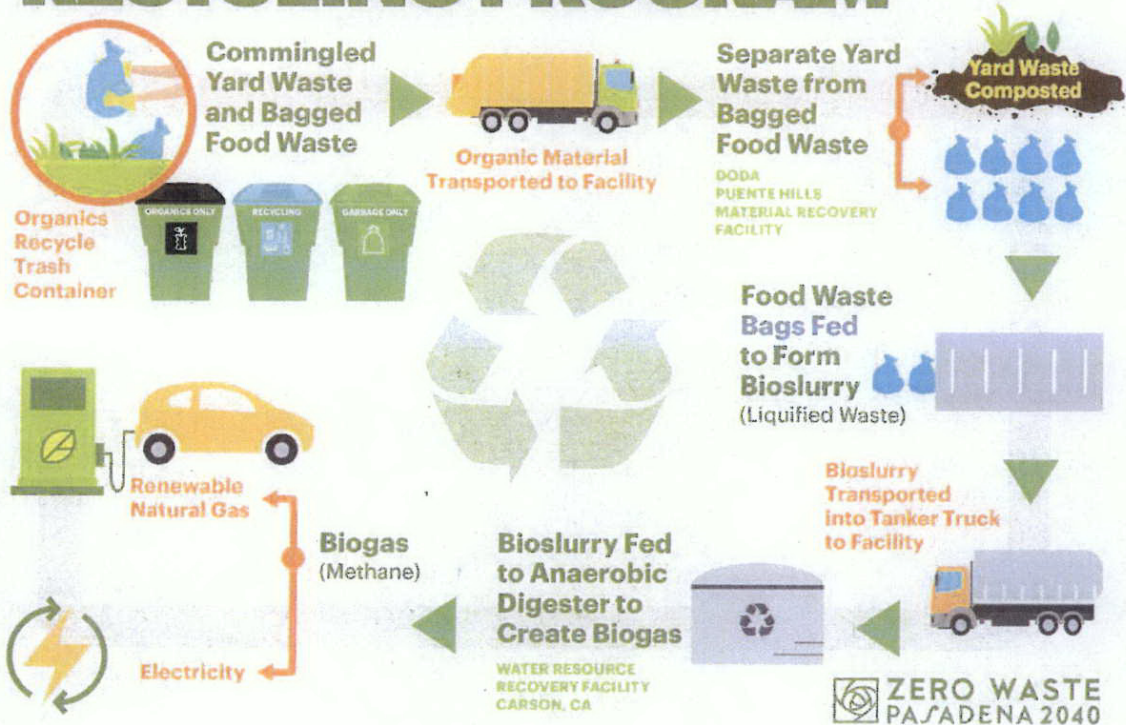 RECYCLING PROGRAM
Commingled
Yard Waste
and Bagged
Food Waste
Organic Material
Transported to Facility
Separate Yard
Waste from
Bagged
Food Waste
DODA
PUENTE HILLS
MATERIAL RECOVERY
FACILITY
Yard Waste
Composted
Organics
Recycle
Trash
Container
ORGANICS ONLY
RECYCLING
GARBAGE ONLY
Food Waste
Bags Fed
to Form
Bioslurry
(Liquified Waste)
Bioslurry
Transported
into Tanker Truck
to Facility
Bioslurry Fed
to Anaerobic
Digester to
Create Biogas
WATER RESOURCE
RECOVERY FACILITY
CARSON, CA
Biogas
(Methane)
Renewable
Natural Gas
Electricity
ZERO WASTE
PASADENA 2040